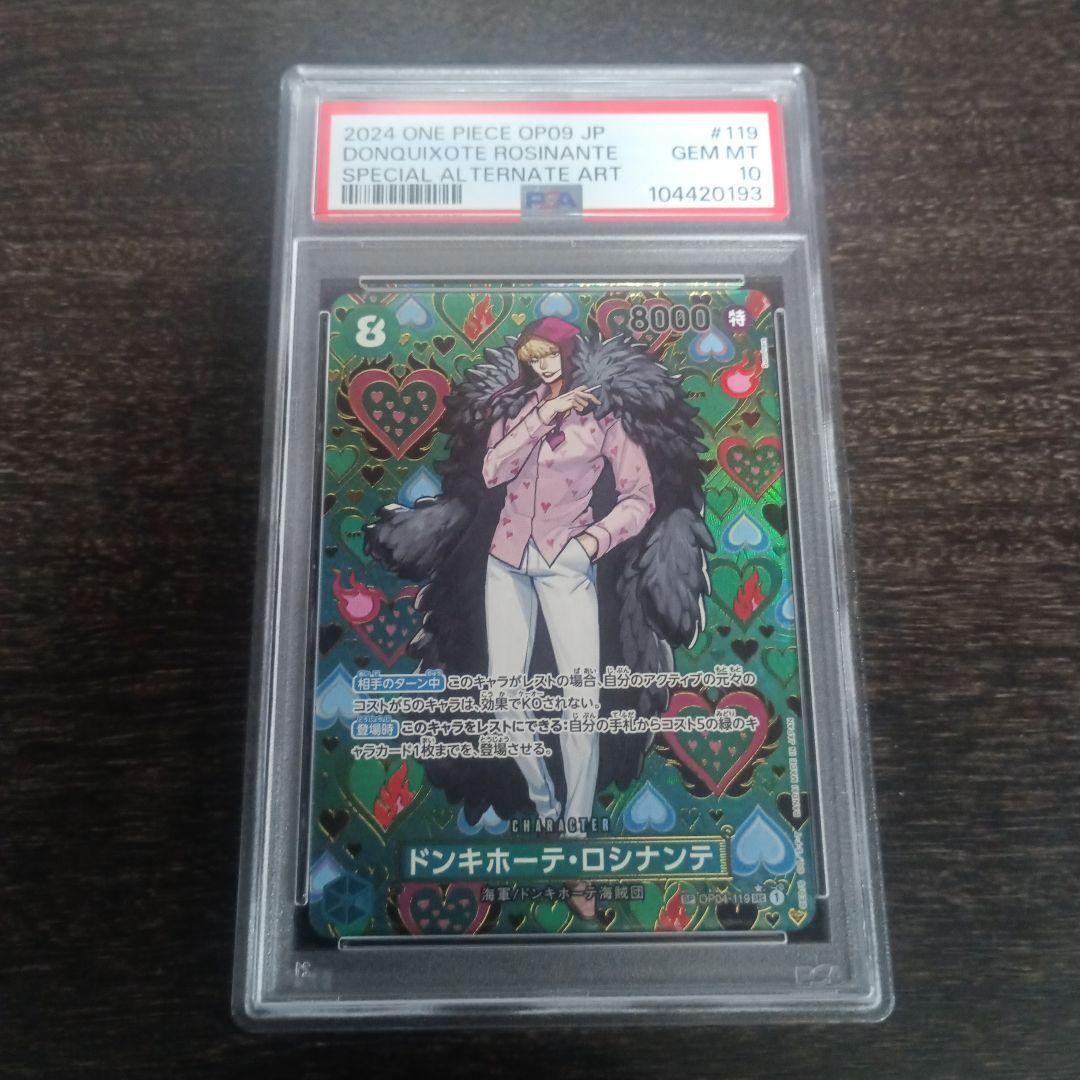 2024 ONE PIECE OP09 JP #119
DONQUIXOTE ROSINANTE GEM MT
SPECIAL ALTERNATE ART 10
PSA 104420193
8 8000 特
相手のターン中 このキャラがレストの場合、自分のアクティブの元々の
コストが5のキャラは、効果でKOされない。
登場時 このキャラをレストにできる：自分の手札からコスト5の緑のキ
ャラカード1枚までを、登場させる。
CHARACTER
ドンキホーテ・ロシナンテ
海軍/ドンキホーテ海賊団
SP OP04-119 SEC 1